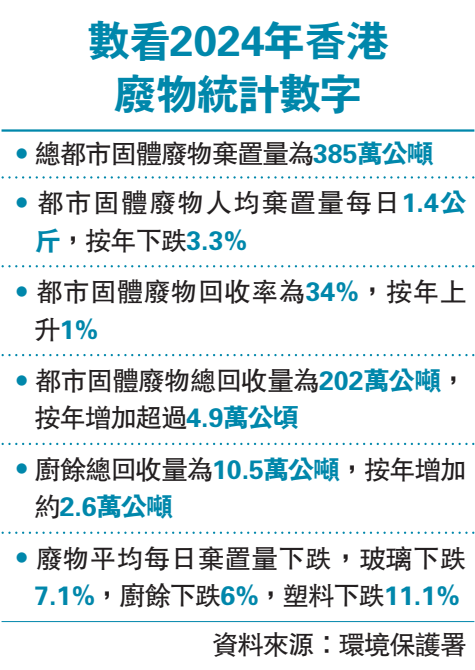 數看2024年香港
廢物統計數字
• 總都市固體廢物棄置量為385萬公噸
• 都市固體廢物人均棄置量每日1.4公
斤，按年下跌3.3%
• 都市固體廢物回收率為34%，按年上
升1%
• 都市固體廢物總回收量為202萬公噸，
按年增加超過4.9萬公頃
• 廚餘總回收量為10.5萬公噸，按年增加
約2.6萬公噸
• 廢物平均每日棄置量下跌，玻璃下跌
7.1%，廚餘下跌6%，塑料下跌11.1%
資料來源：環境保護署